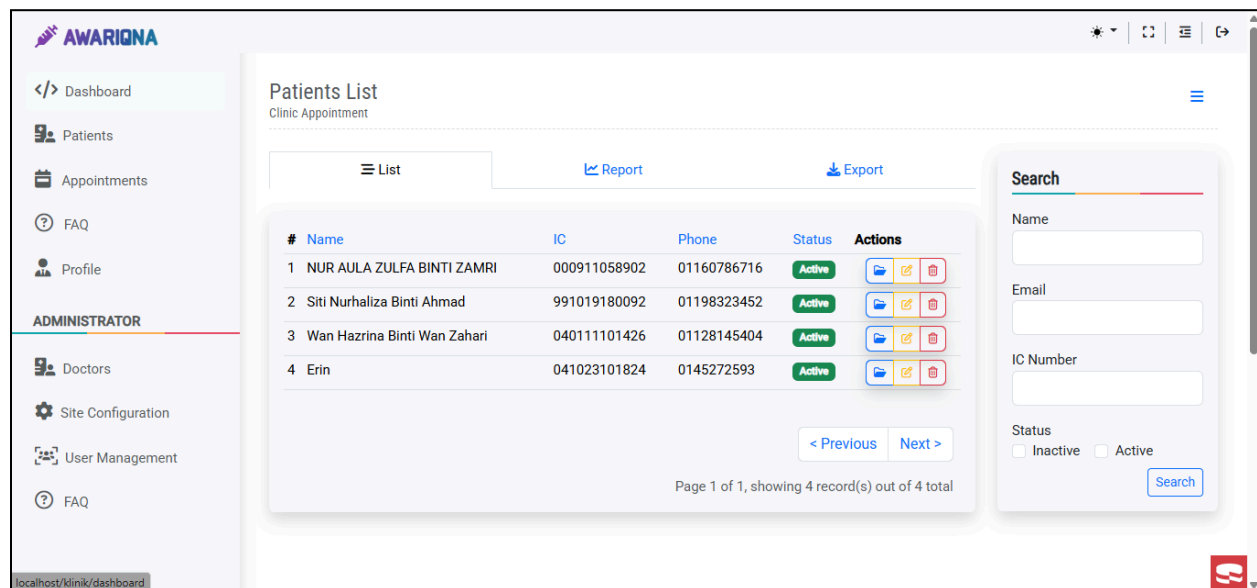 AWARIQNA
Dashboard
Patients
Appointments
FAQ
Profile
ADMINISTRATOR
Doctors
Site Configuration
User Management
FAQ
localhost/klinik/dashboard
Patients List
Clinic Appointment
List Report Export
# Name IC Phone Status Actions
1 NUR AULA ZULFA BINTI ZAMRI 000911058902 01160786716 Active
2 Siti Nurhaliza Binti Ahmad 991019180092 01198323452 Active
3 Wan Hazrina Binti Wan Zahari 040111101426 01128145404 Active
4 Erin 041023101824 0145272593 Active
< Previous Next >
Page 1 of 1, showing 4 record(s) out of 4 total
Search
Name
Email
IC Number
Status
Inactive Active
Search